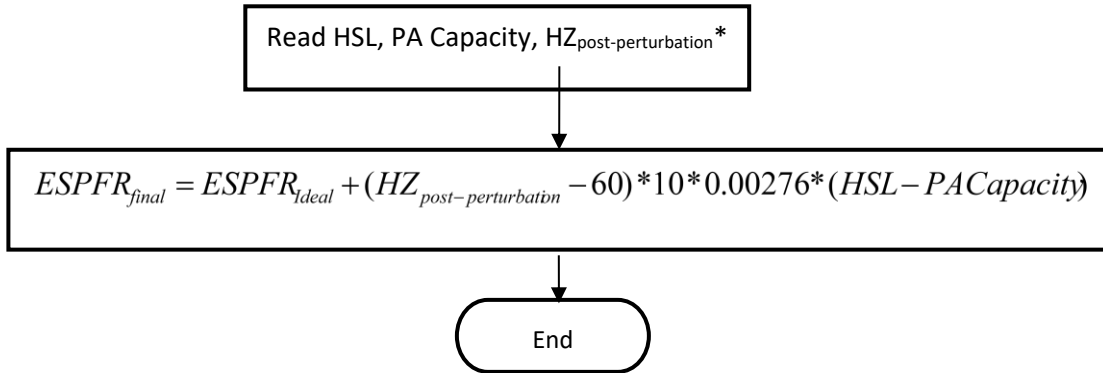 Read HSL, PA Capacity, HZpost-perturbation*
ESPFRfinal = ESPFRIdeal + (HZpost−perturbation − 60)*10*0.00276*(HSL − PACapacity)
End